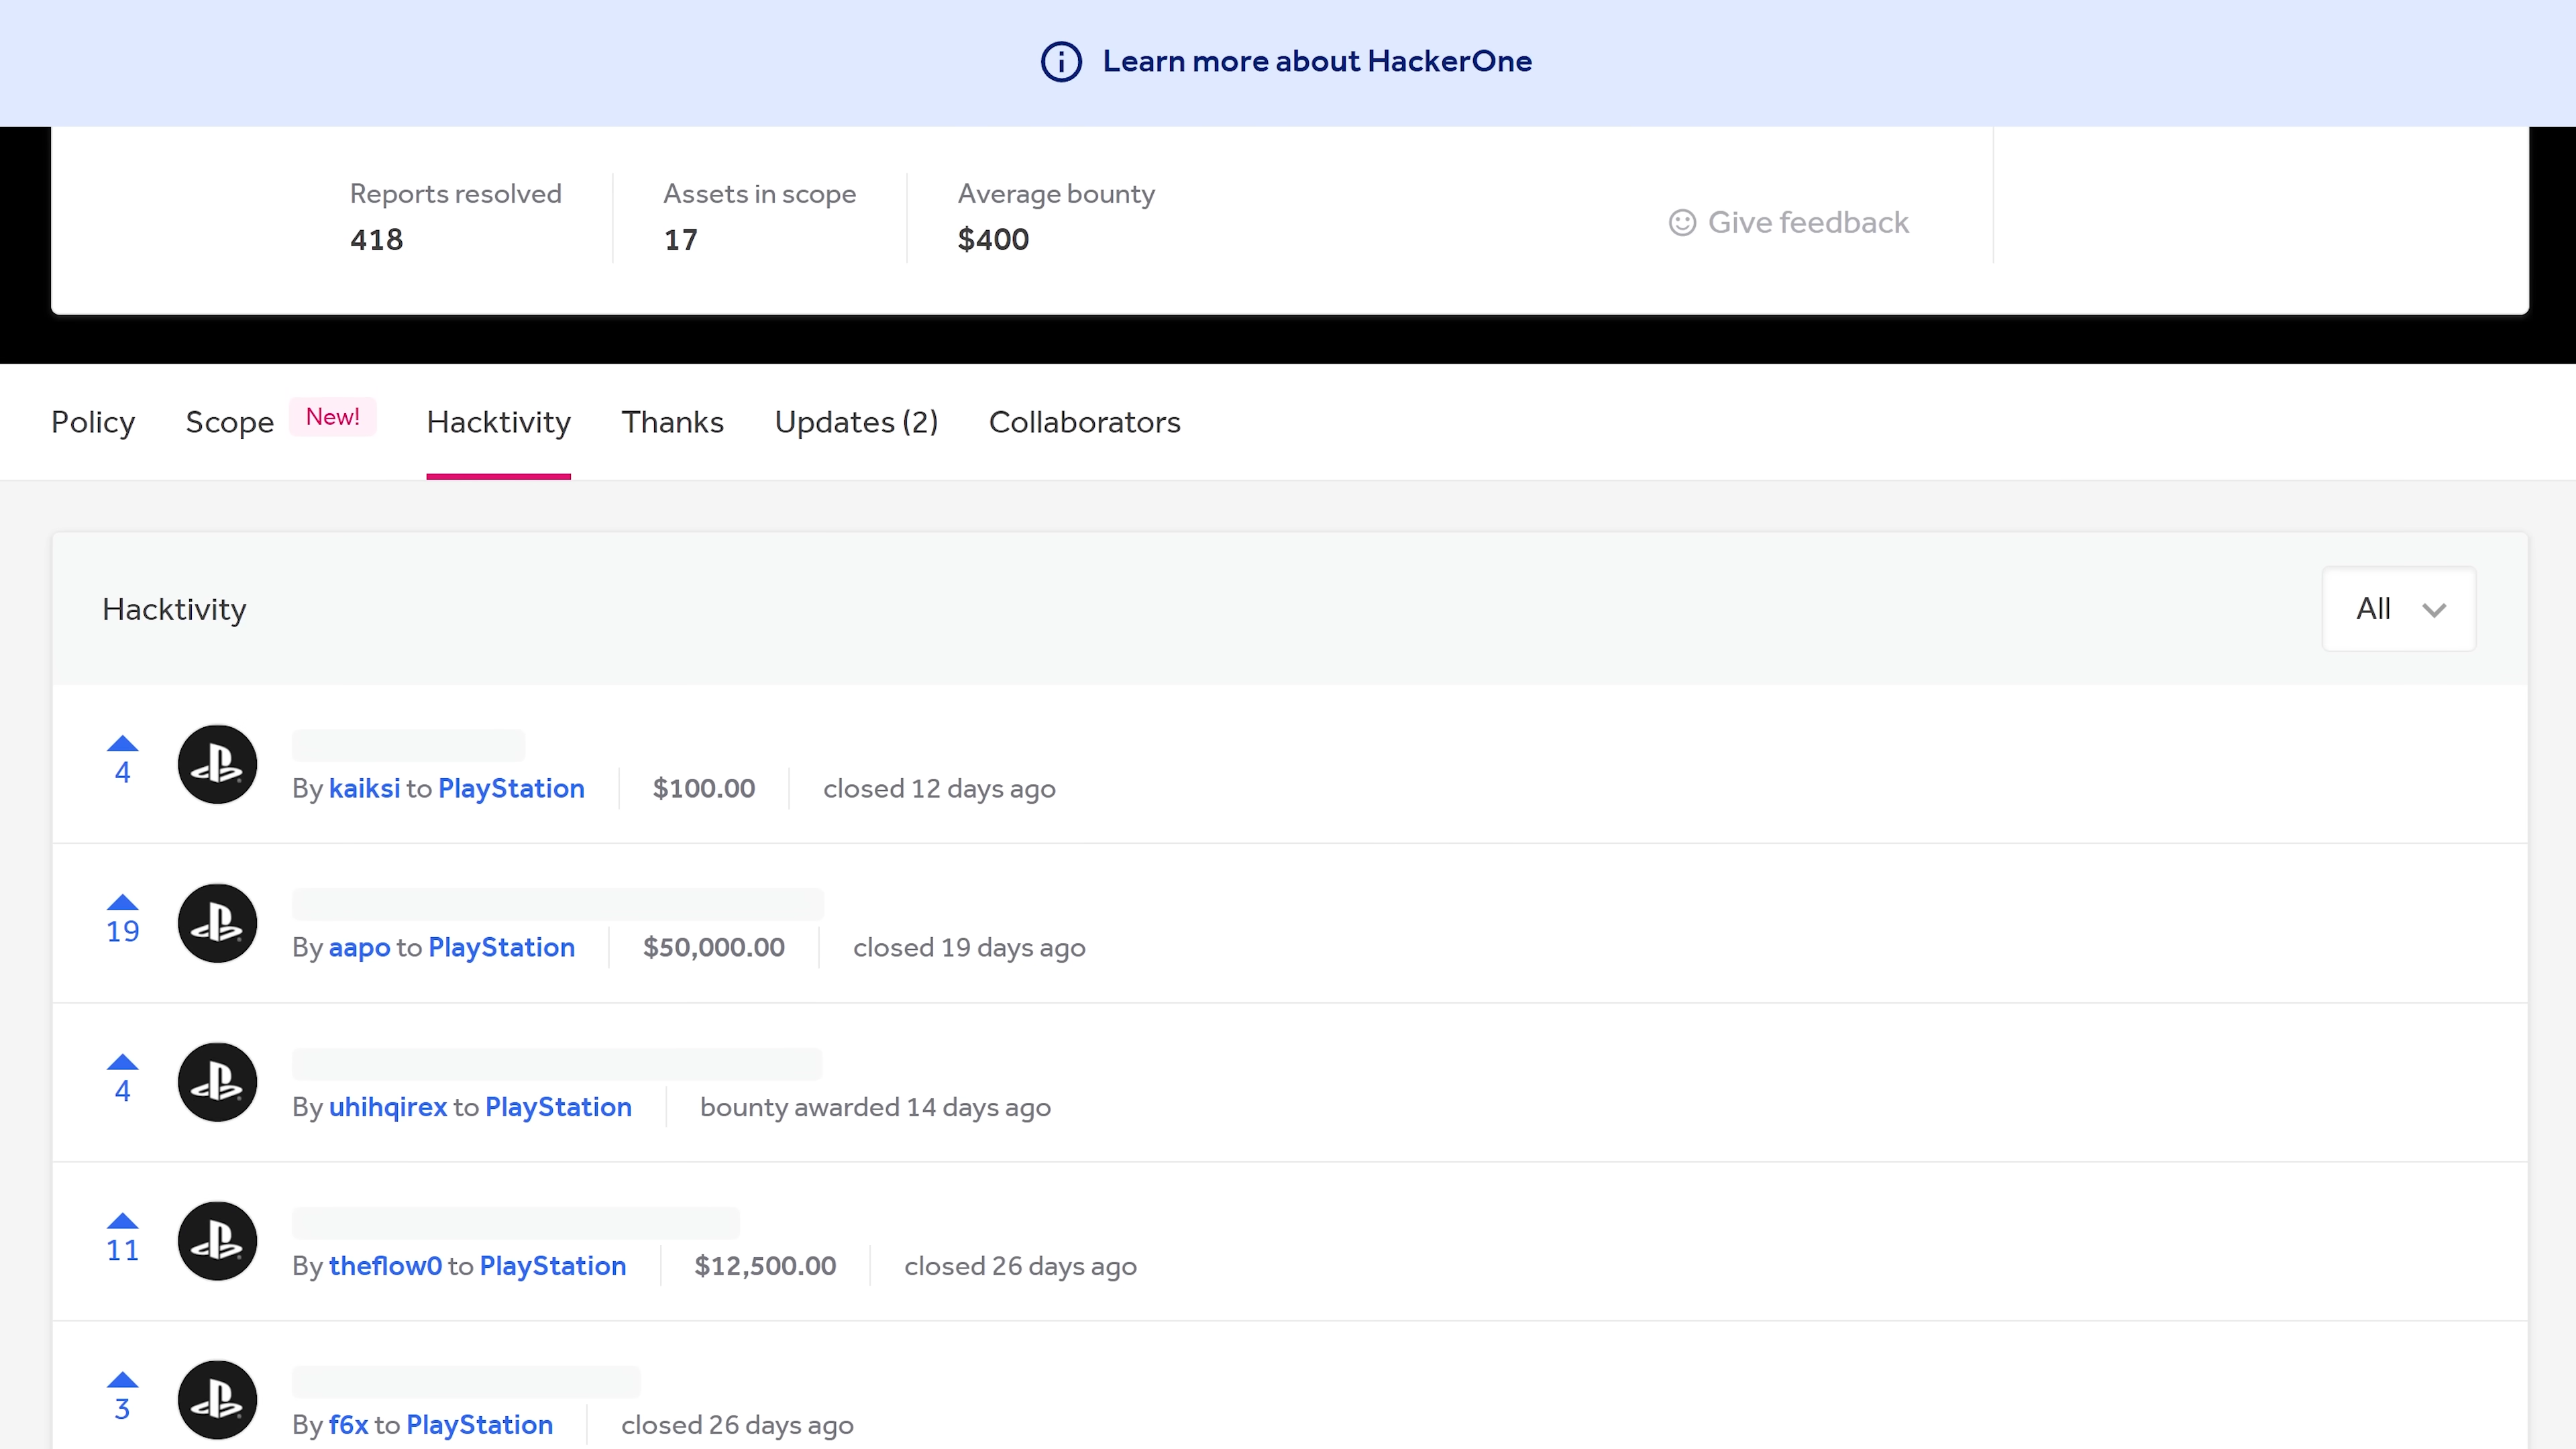 Learn more about HackerOne
Reports resolved
418
Assets in scope
17
Average bounty
$400
Give feedback
Policy Scope New! Hacktivity Thanks Updates (2) Collaborators
Hacktivity
All
4
By kaiksi to PlayStation $100.00 closed 12 days ago
19
By aapo to PlayStation $50,000.00 closed 19 days ago
4
By uhihqirex to PlayStation bounty awarded 14 days ago
11
By theflow0 to PlayStation $12,500.00 closed 26 days ago
3
By f6x to PlayStation closed 26 days ago